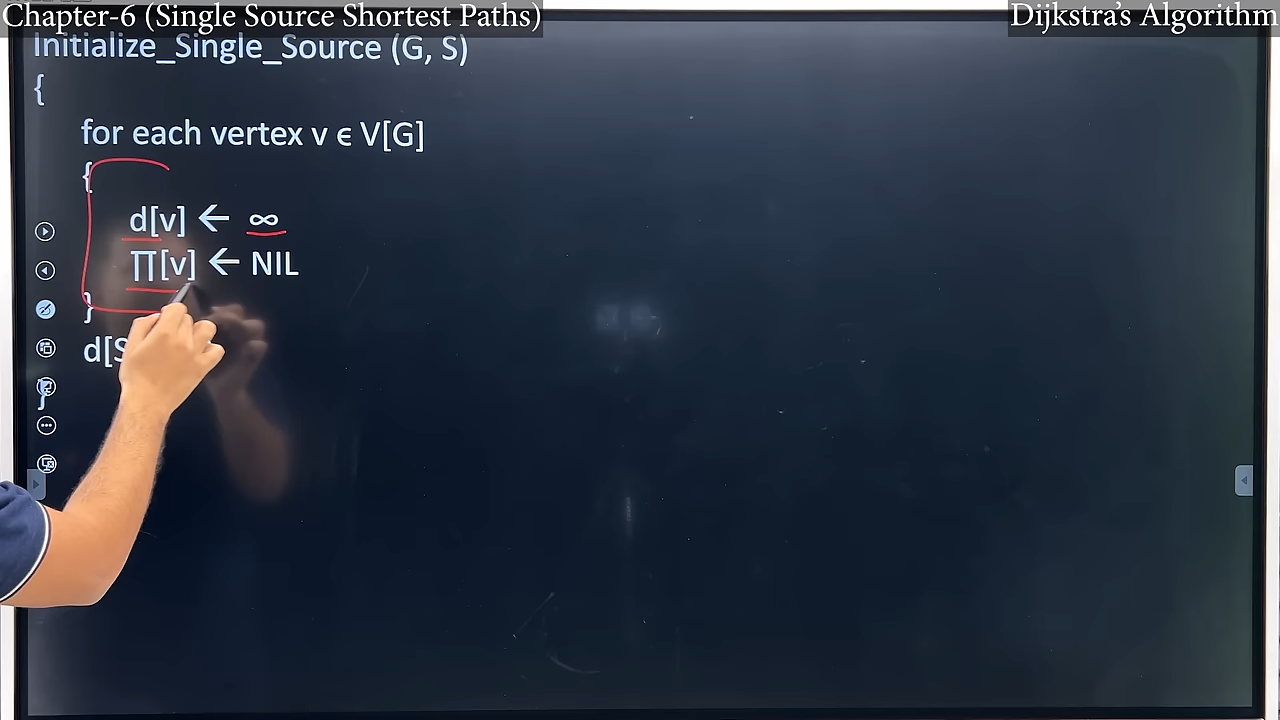 Chapter-6 (Single Source Shortest Paths)
Dijkstra's Algorithm
Initialize_Single_Source (G, S)
{
for each vertex v ϵ V[G]
{
d[v] ← ∞
∏[v] ← NIL
}
d[S
}